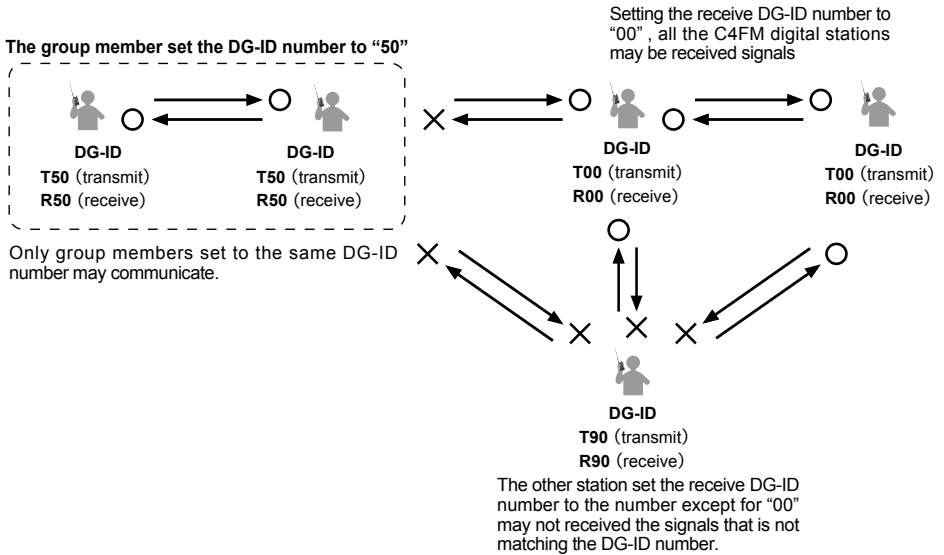 Setting the receive DG-ID number to
“00” , all the C4FM digital stations
may be received signals
The group member set the DG-ID number to “50”
DG-ID
T50 (transmit)
R50 (receive)
DG-ID
T50 (transmit)
R50 (receive)
DG-ID
T00 (transmit)
R00 (receive)
DG-ID
T00 (transmit)
R00 (receive)
Only group members set to the same DG-ID
number may communicate.
DG-ID
T90 (transmit)
R90 (receive)
The other station set the receive DG-ID
number to the number except for “00”
may not received the signals that is not
matching the DG-ID number.